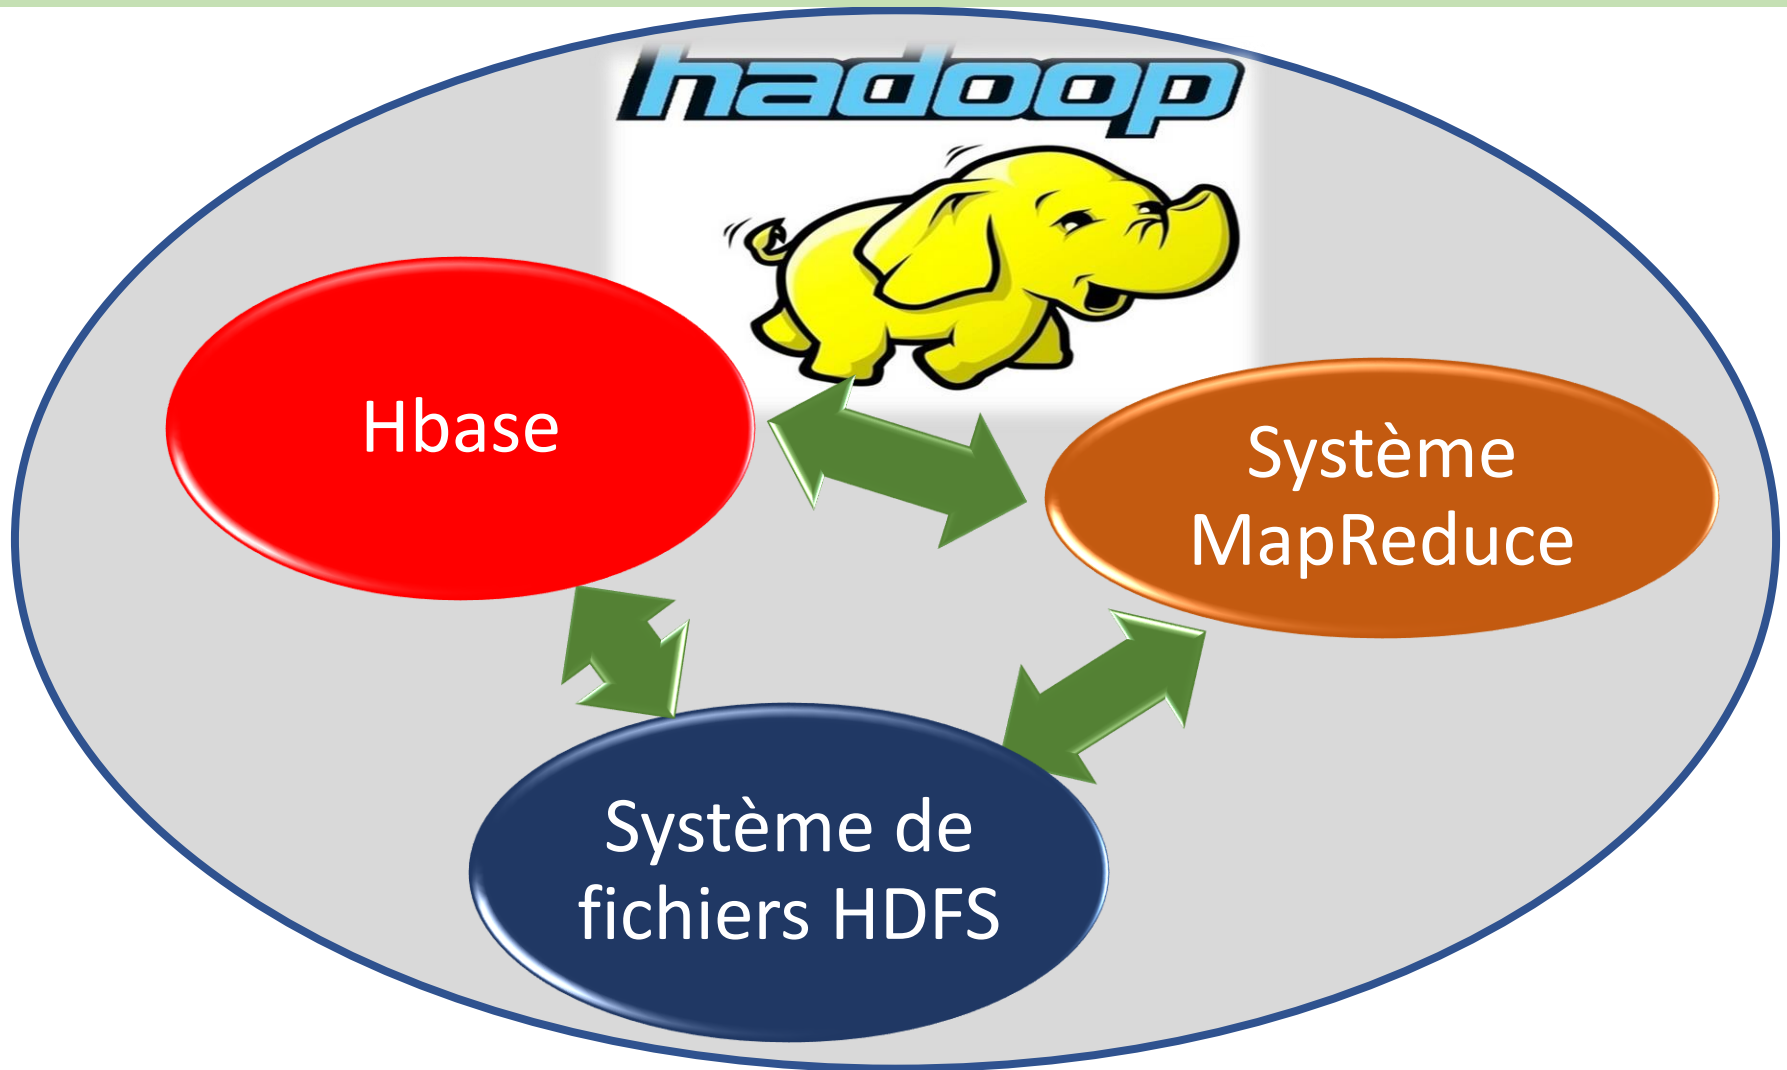 hadoop
Hbase
Système
MapReduce
Système de
fichiers HDFS